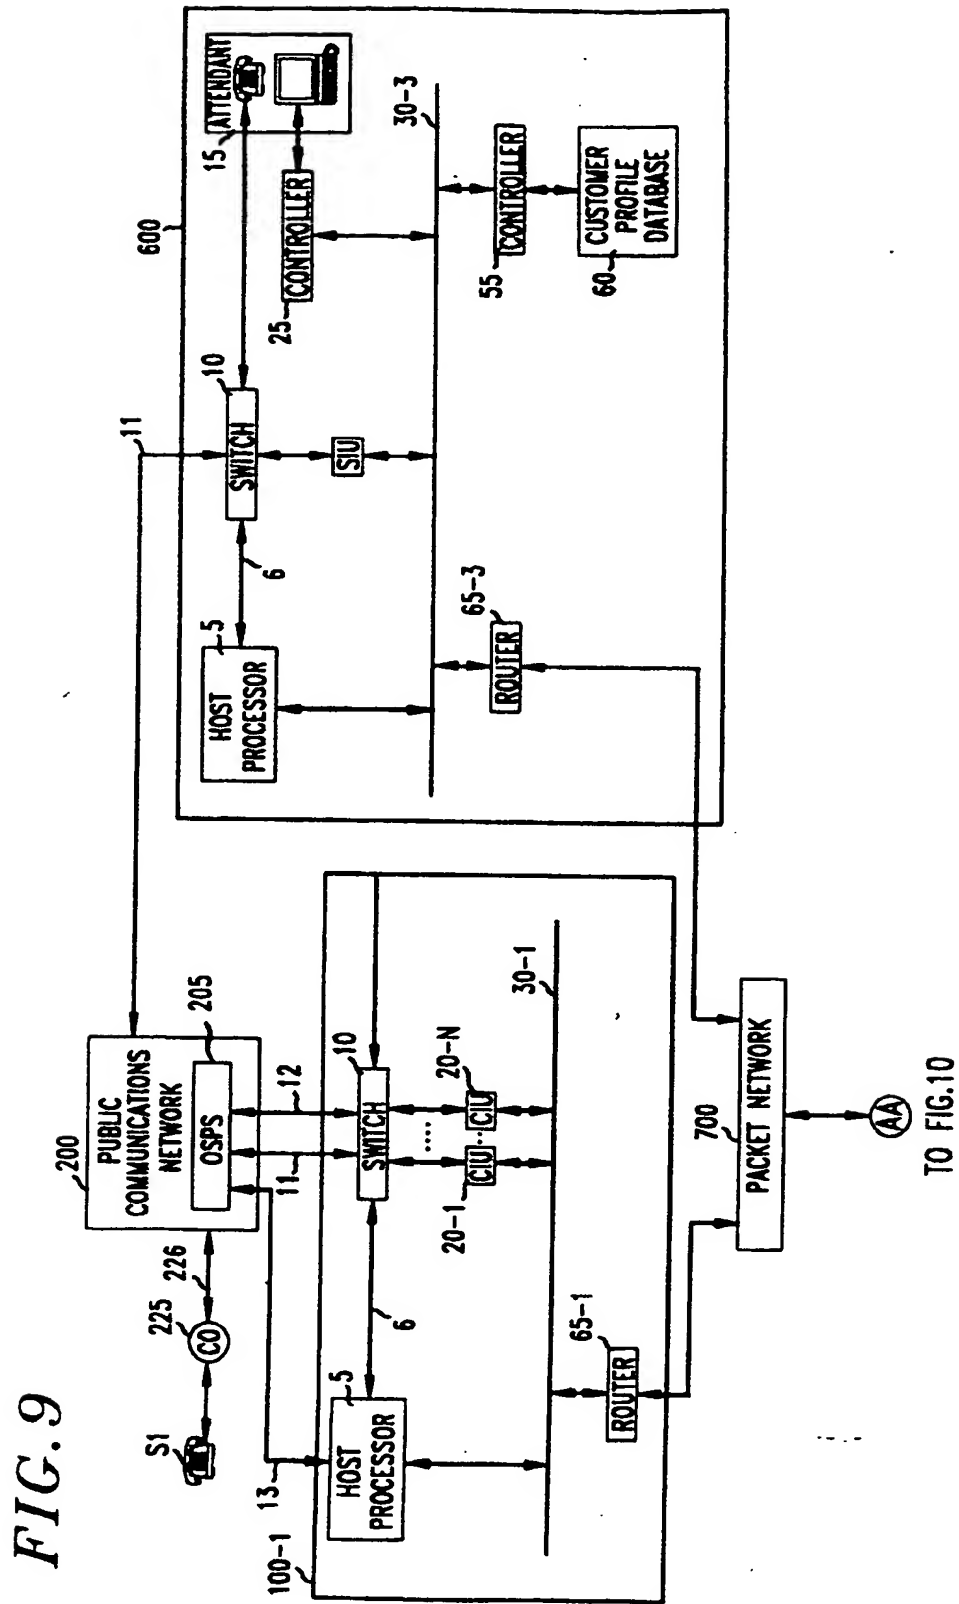 FIG. 9
S1
225
CO
226
200
PUBLIC
COMMUNICATIONS
NETWORK
205
OSPS
13
11
12
11
100-1
HOST
PROCESSOR
5
6
SWITCH
10
20-1
CIU
..
CIU
20-N
.....
30-1
ROUTER
65-1
600
HOST
PROCESSOR
5
6
SWITCH
10
SIU
15
ATTENDANT
25
CONTROLLER
30-3
ROUTER
65-3
55
CONTROLLER
60
CUSTOMER
PROFILE
DATABASE
700
PACKET NETWORK
AA
TO FIG.10